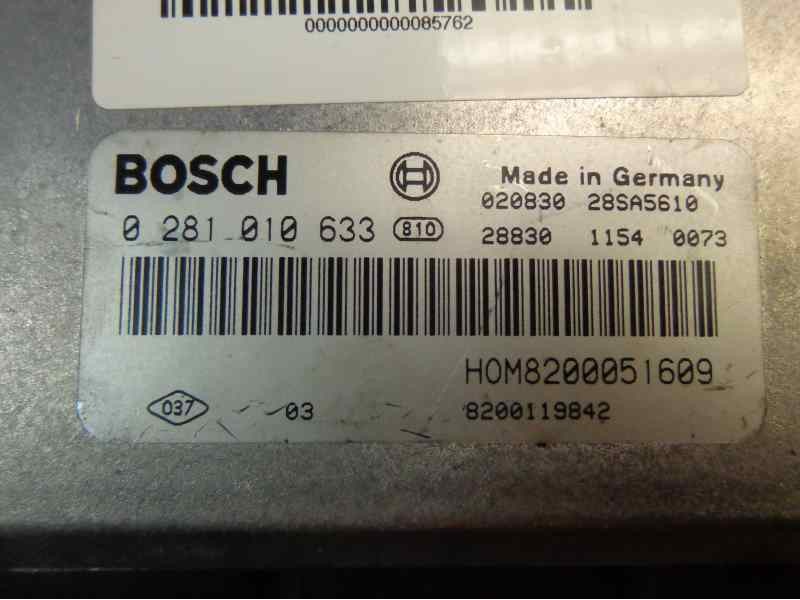 0000000000085762
BOSCH
Made in Germany
020830 28SA5610
0 281 010 633 810
28830 1154 0073
HOM8200051609
037 03
8200119842